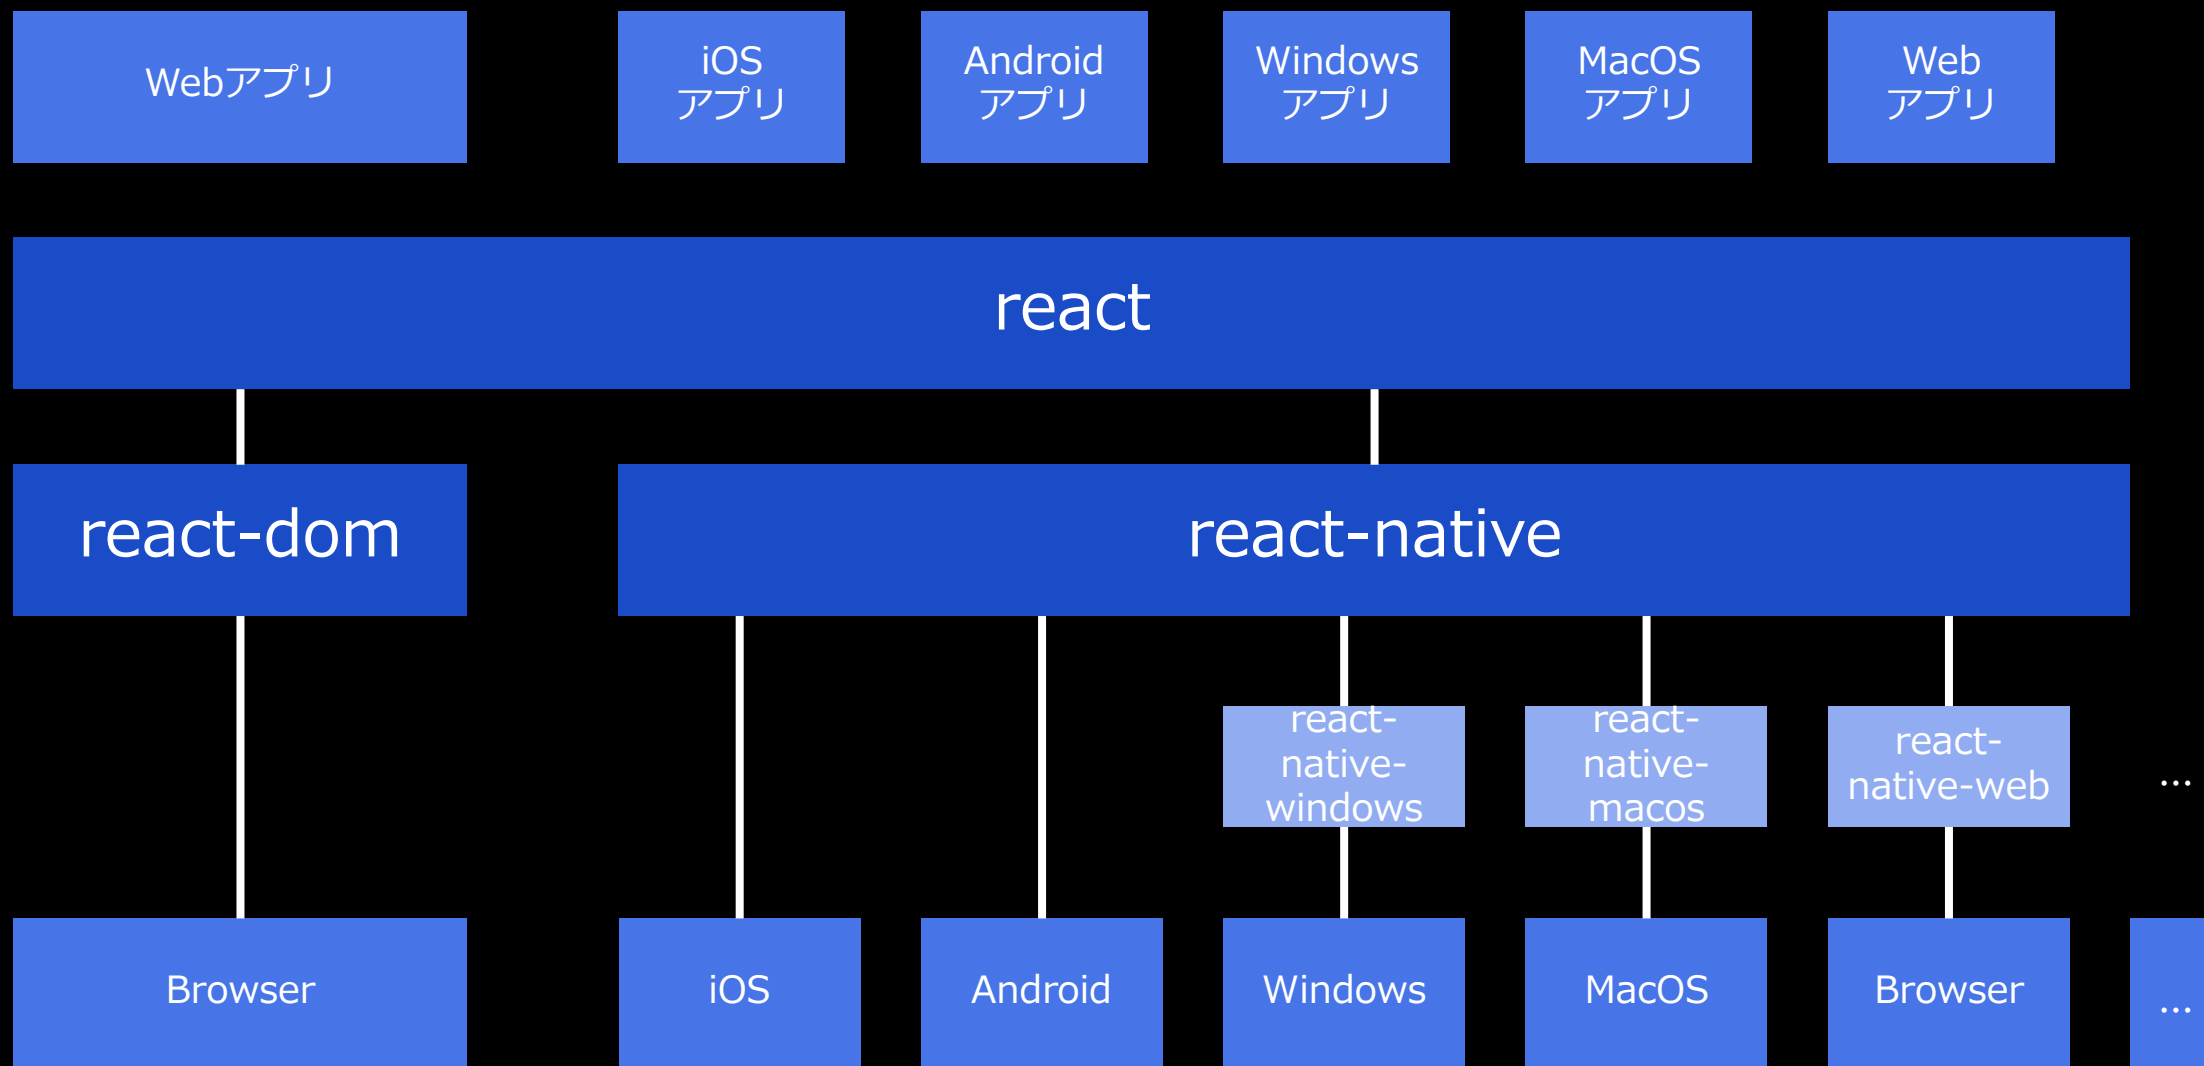 Webアプリ
iOS
アプリ
Android
アプリ
Windows
アプリ
MacOS
アプリ
Web
アプリ
react
react-dom
react-native
react-
native-
windows
react-
native-
macos
react-
native-web
...
Browser
iOS
Android
Windows
MacOS
Browser
...